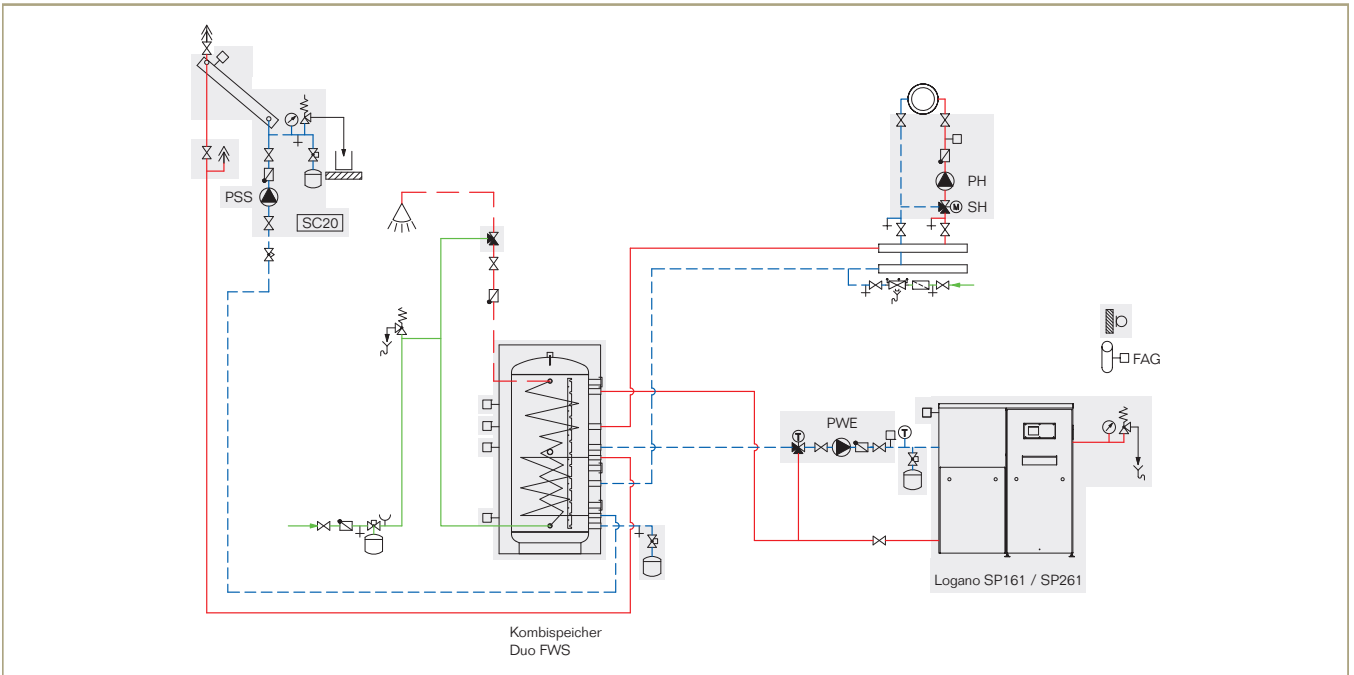 PSS
SC20
PH
M
SH
FAG
PWE
T
T
Logano SP161 / SP261
Kombispeicher
Duo FWS